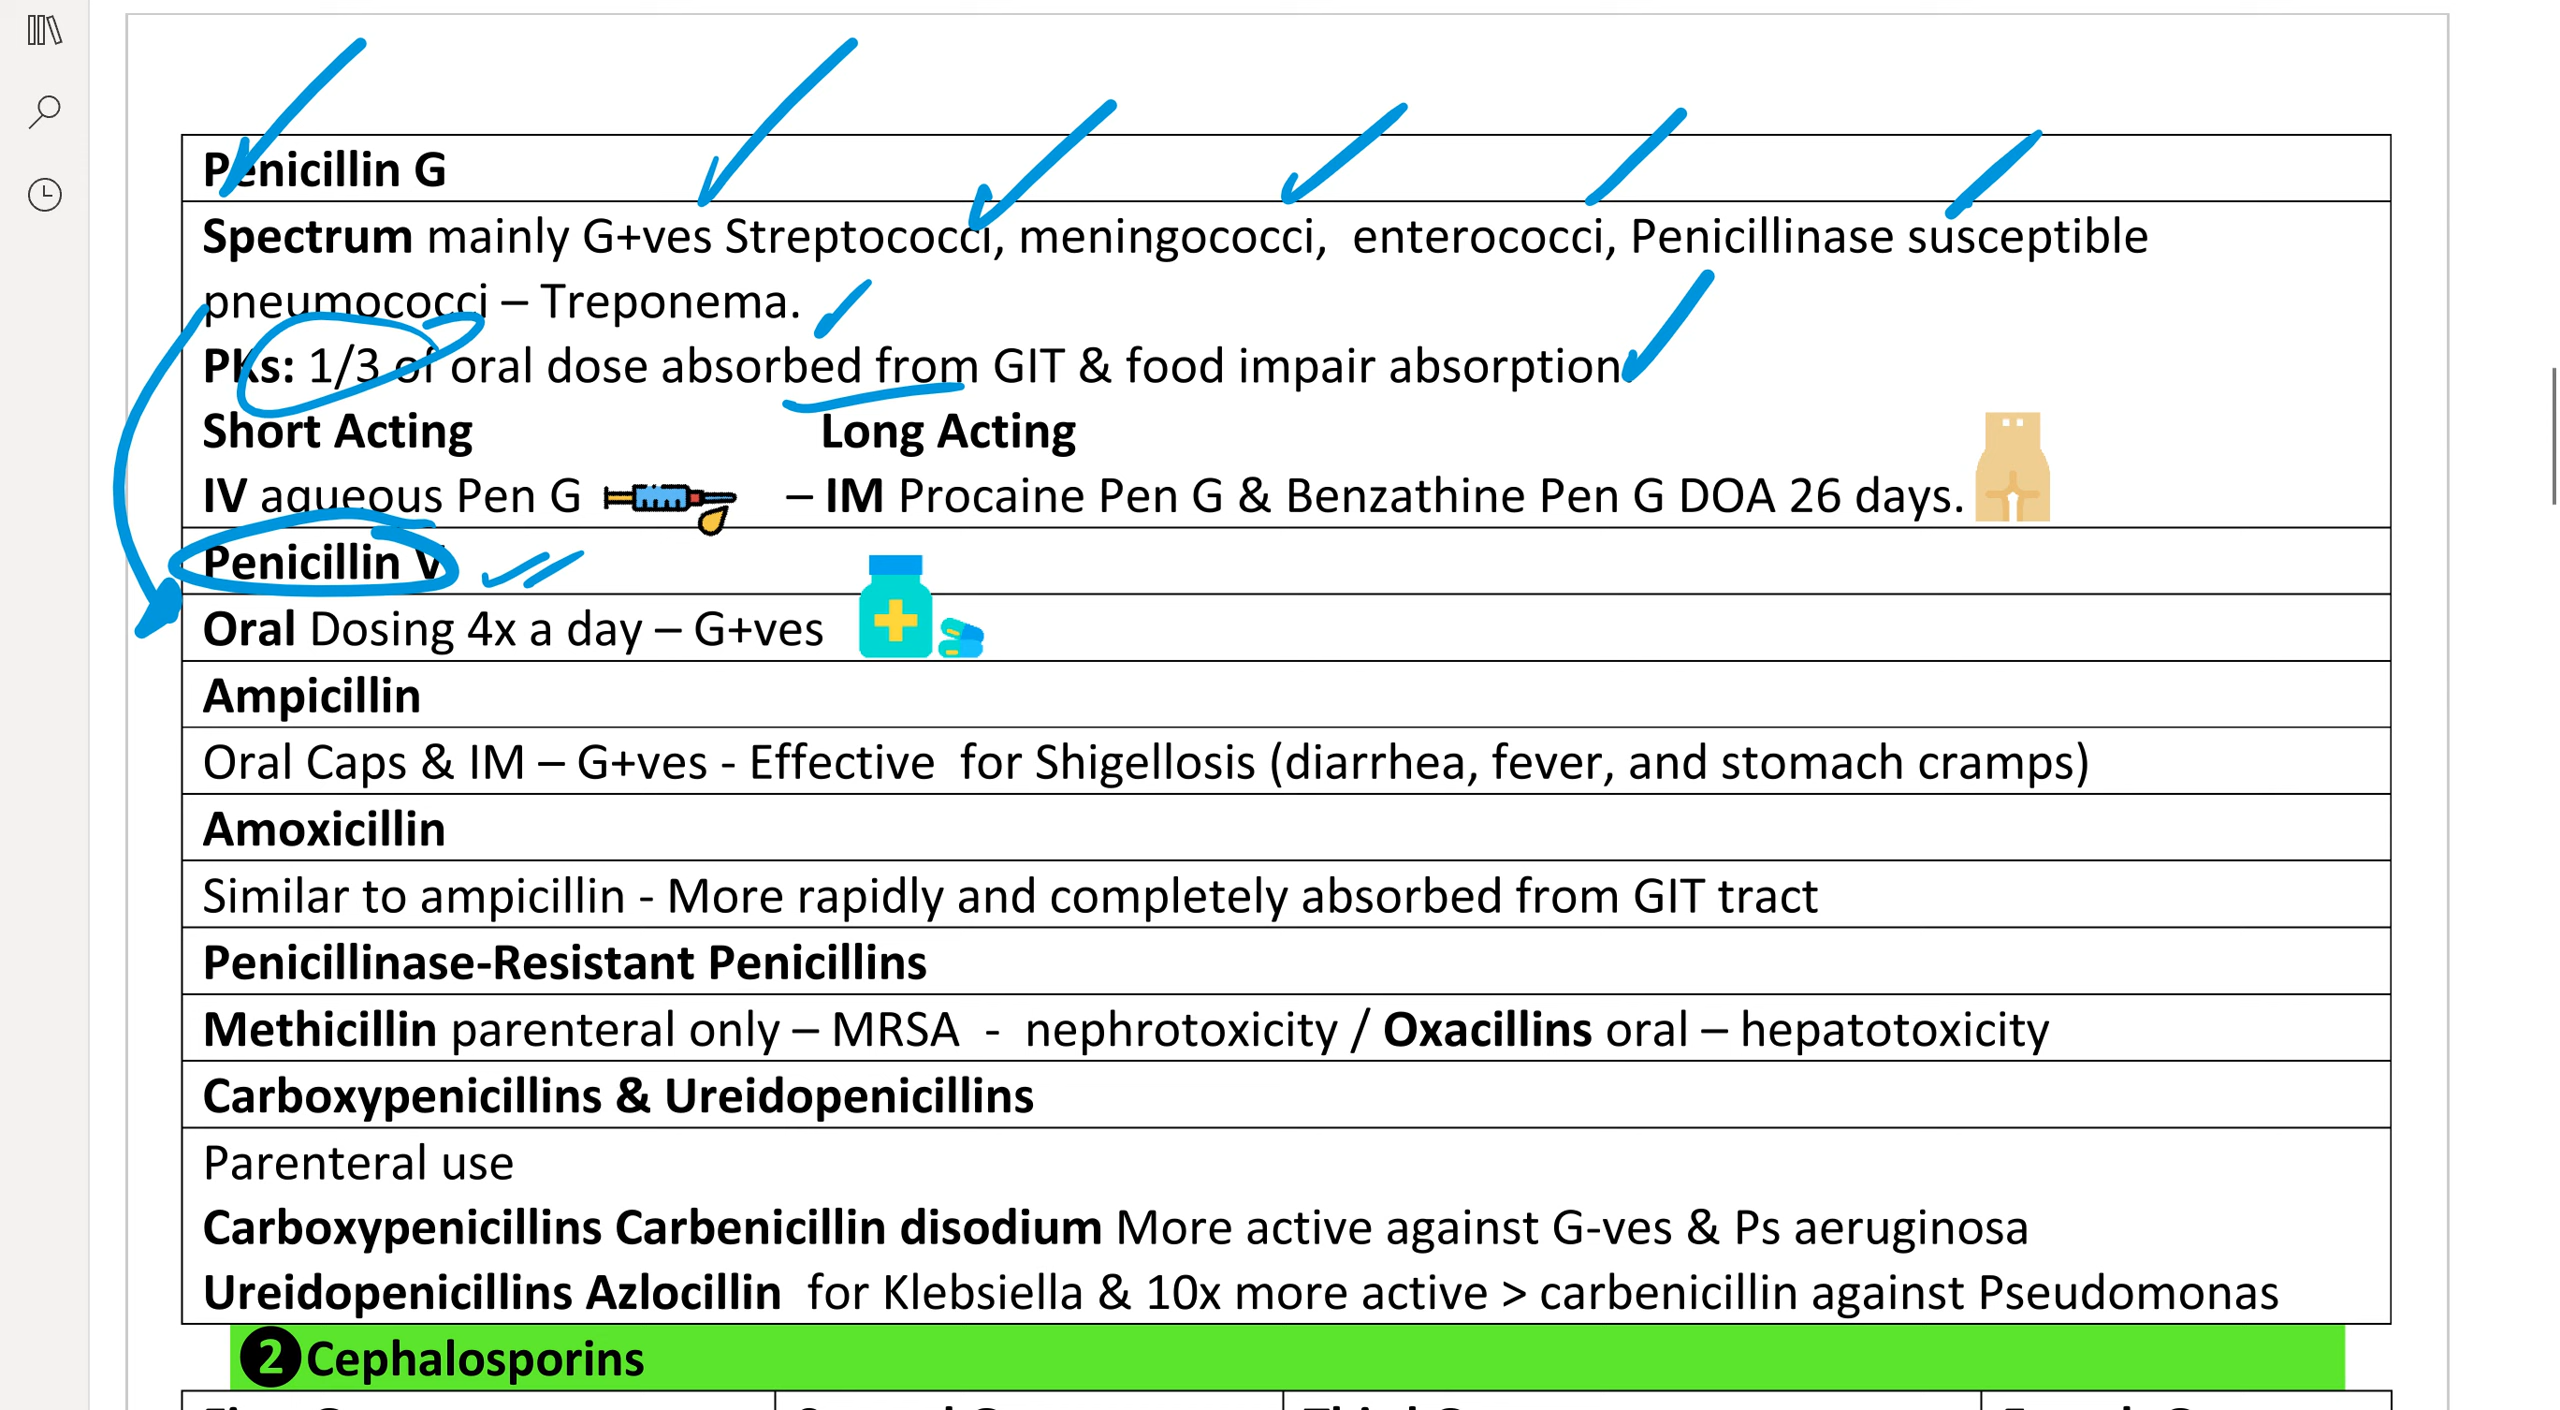 Penicillin G
Spectrum mainly G+ves Streptococci, meningococci, enterococci, Penicillinase susceptible
pneumococci – Treponema.
PKs: 1/3 of oral dose absorbed from GIT & food impair absorption.
Short Acting Long Acting
IV aqueous Pen G – IM Procaine Pen G & Benzathine Pen G DOA 26 days.
Penicillin V
Oral Dosing 4x a day – G+ves
Ampicillin
Oral Caps & IM – G+ves - Effective for Shigellosis (diarrhea, fever, and stomach cramps)
Amoxicillin
Similar to ampicillin - More rapidly and completely absorbed from GIT tract
Penicillinase-Resistant Penicillins
Methicillin parenteral only – MRSA - nephrotoxicity / Oxacillins oral – hepatotoxicity
Carboxypenicillins & Ureidopenicillins
Parenteral use
Carboxypenicillins Carbenicillin disodium More active against G-ves & Ps aeruginosa
Ureidopenicillins Azlocillin for Klebsiella & 10x more active > carbenicillin against Pseudomonas
2 Cephalosporins